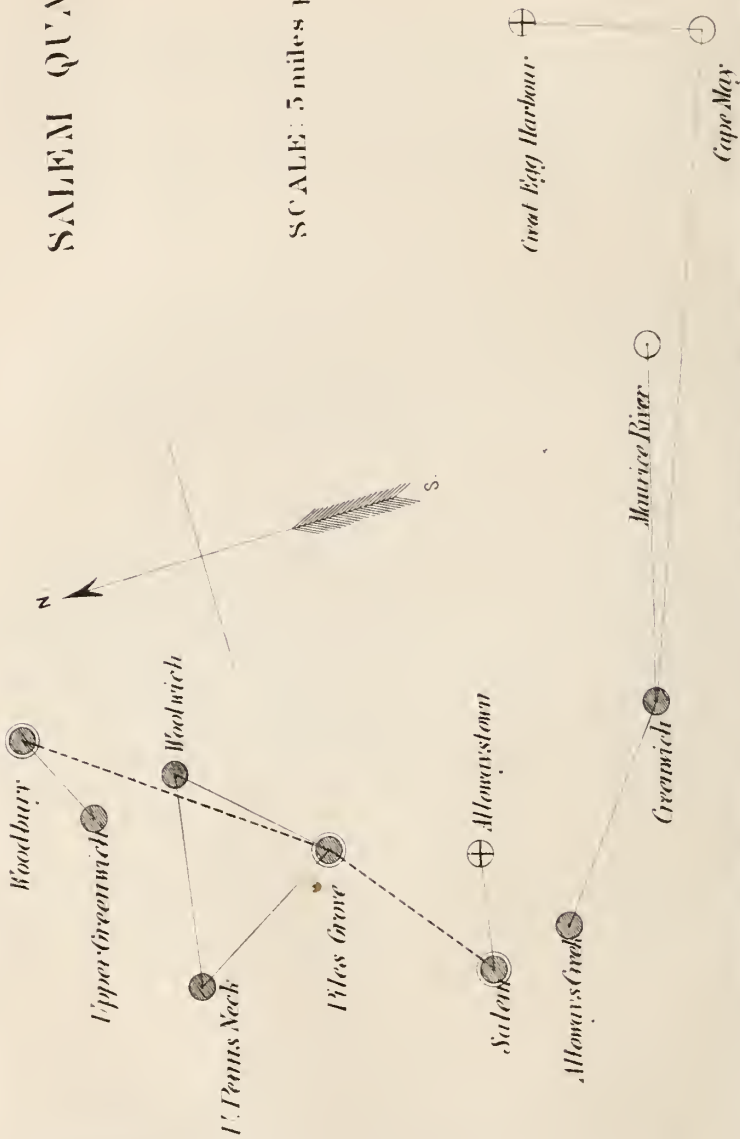 SALEM QUA
SCALE: 5 miles p
N
S.
Woodbury
Upper Greenwich
Woolwich
U. Penns Neck
Piles Grove
Salem
Allowaystown
Alloways Creek
Greenwich
Maurice River
Great Egg Harbour
Cape May